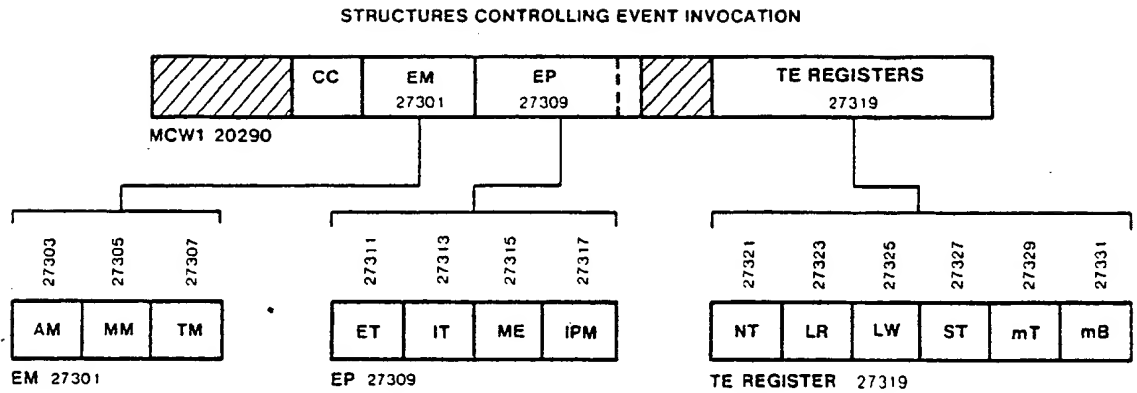 STRUCTURES CONTROLLING EVENT INVOCATION
CC EM EP TE REGISTERS
27301 27309 27319
MCW1 20290
27303 27305 27307 27311 27313 27315 27317 27321 27323 27325 27327 27329 27331
AM MM TM ET IT ME IPM NT LR LW ST mT mB
EM 27301 EP 27309 TE REGISTER 27319